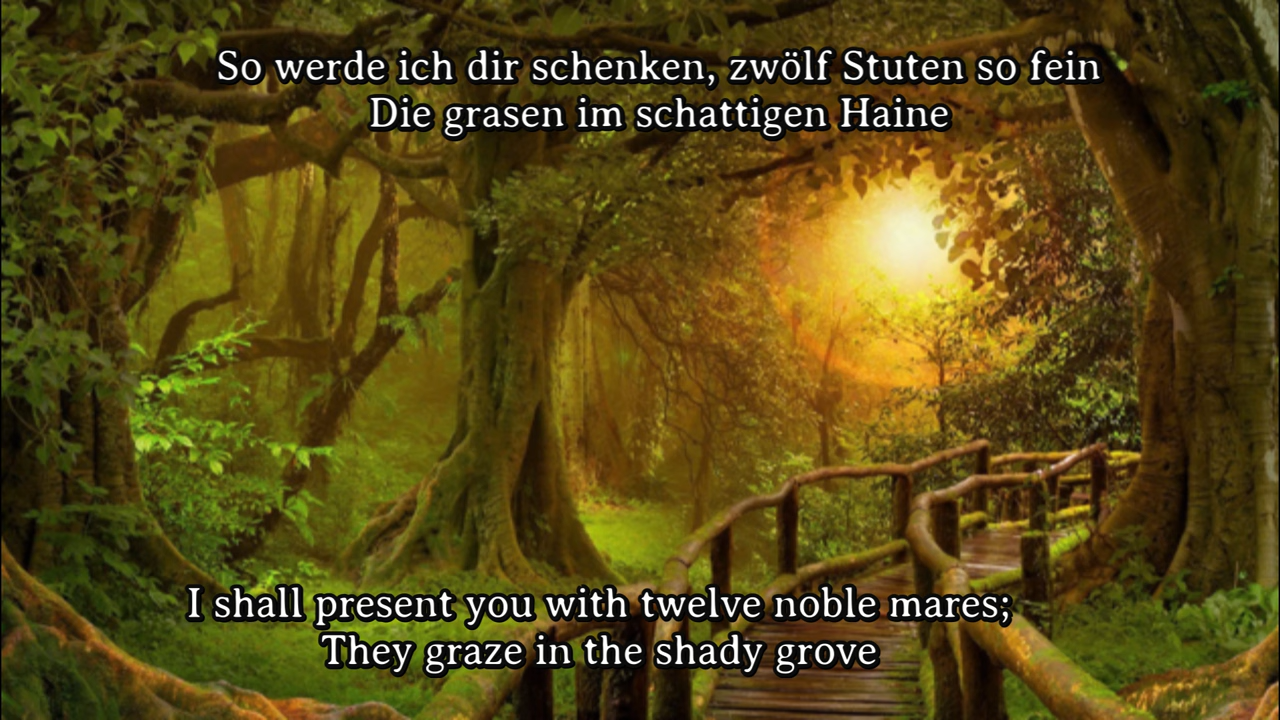 So werde ich dir schenken, zwölf Stuten so fein
Die grasen im schattigen Haine
I shall present you with twelve noble mares;
They graze in the shady grove